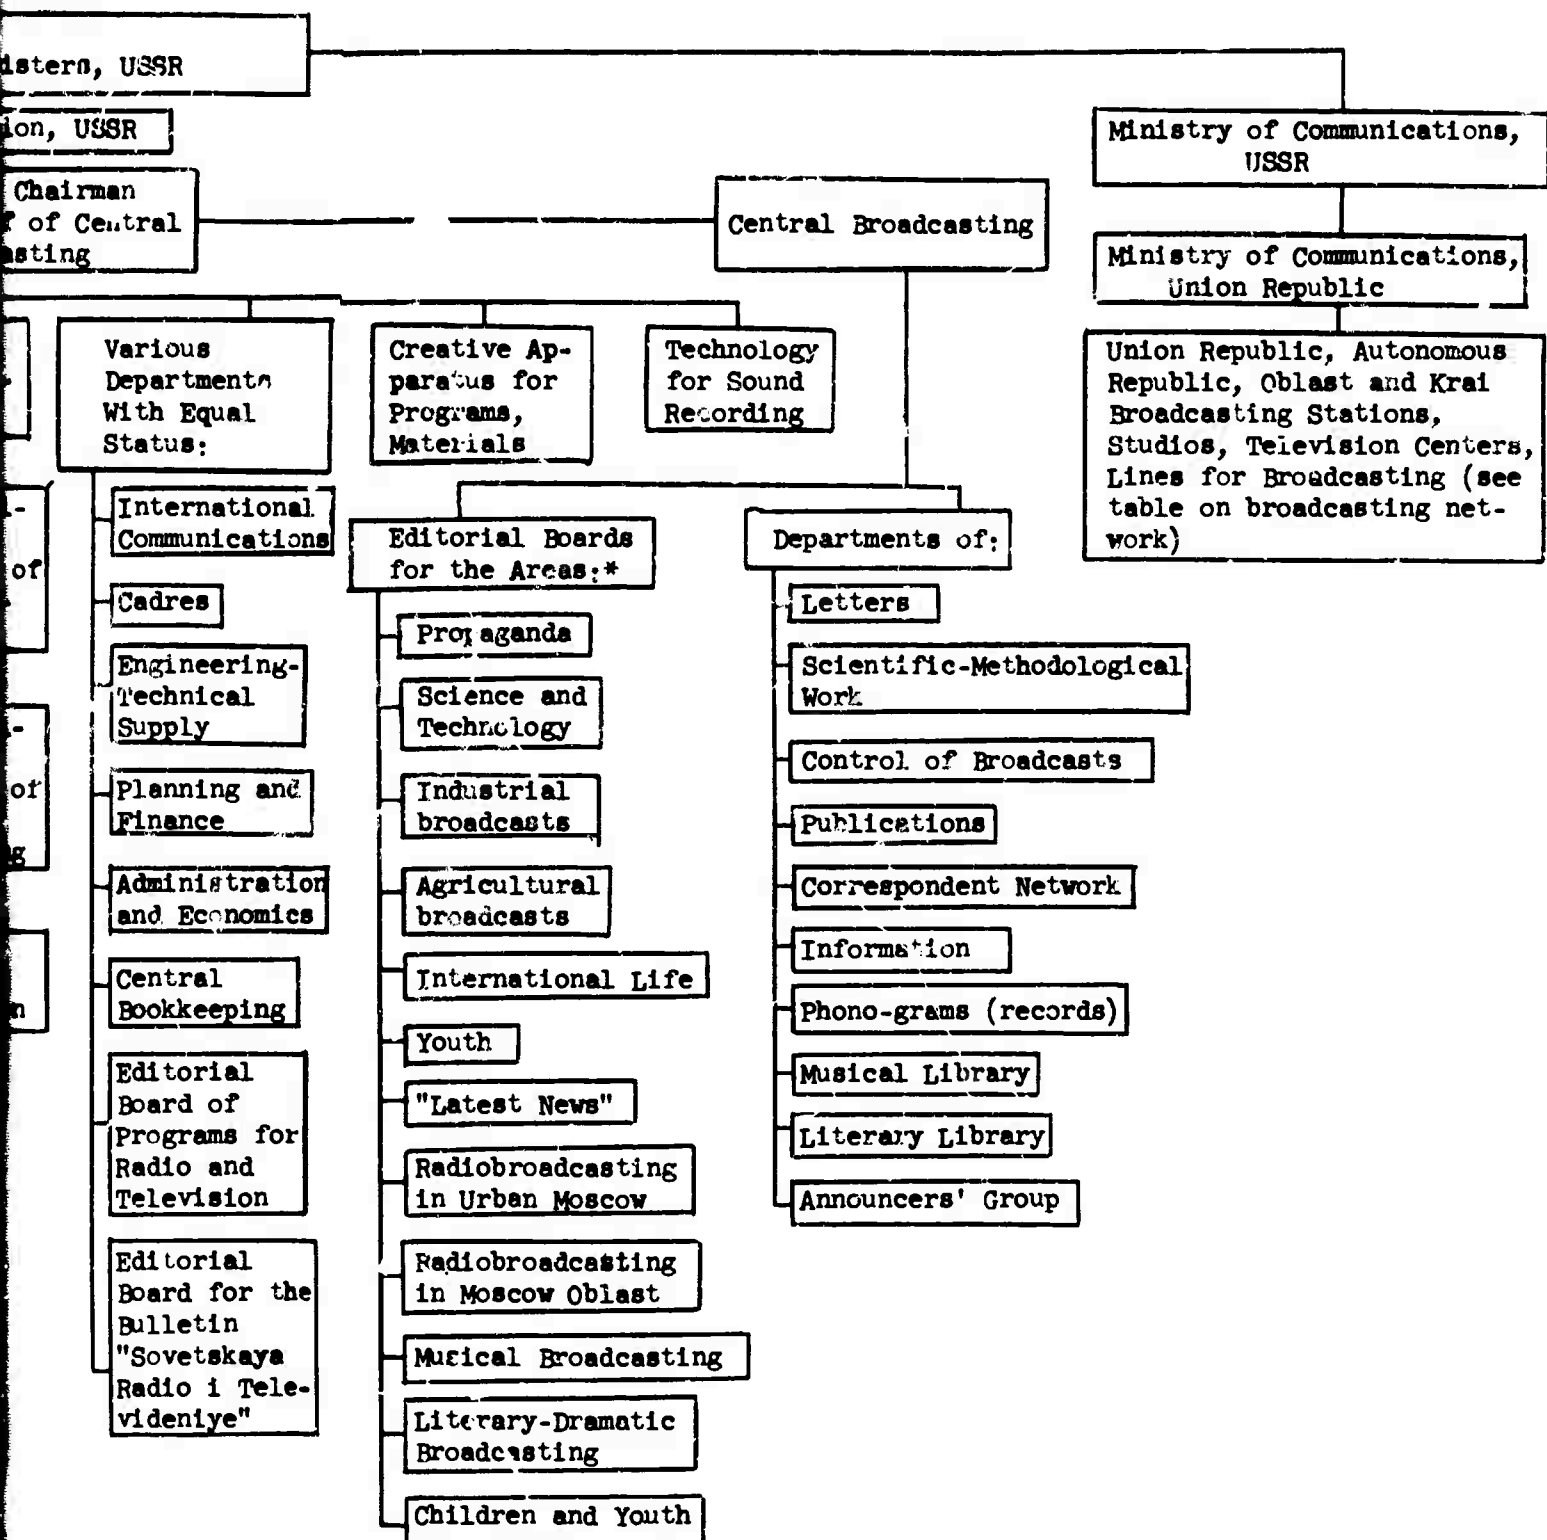 USSR
USSR
Chairman
of Central
Central Broadcasting
Ministry of Communications,
USSR
Ministry of Communications,
Union Republic
Union Republic, Autonomous
Republic, Oblast and Krai
Broadcasting Stations,
Studios, Television Centers,
Lines for Broadcasting (see
table on broadcasting net-
work)
Various
Departments
With Equal
Status:
International
Communications
Cadres
Engineering-
Technical
Supply
Planning and
Finance
Administration
and Economics
Central
Bookkeeping
Editorial
Board of
Programs for
Radio and
Television
Editorial
Board for the
Bulletin
"Sovetskaya
Radio i Tele-
videniye"
Creative Ap-
paratus for
Programs,
Materials
Technology
for Sound
Recording
Editorial Boards
for the Areas:*
Propaganda
Science and
Technology
Industrial
broadcasts
Agricultural
broadcasts
International Life
Youth
"Latest News"
Radiobroadcasting
in Urban Moscow
Radiobroadcasting
in Moscow Oblast
Musical Broadcasting
Literary-Dramatic
Broadcasting
Children and Youth
Departments of:
Letters
Scientific-Methodological
Work
Control of Broadcasts
Publications
Correspondent Network
Information
Phono-grams (records)
Musical Library
Literary Library
Announcers' Group
of
of